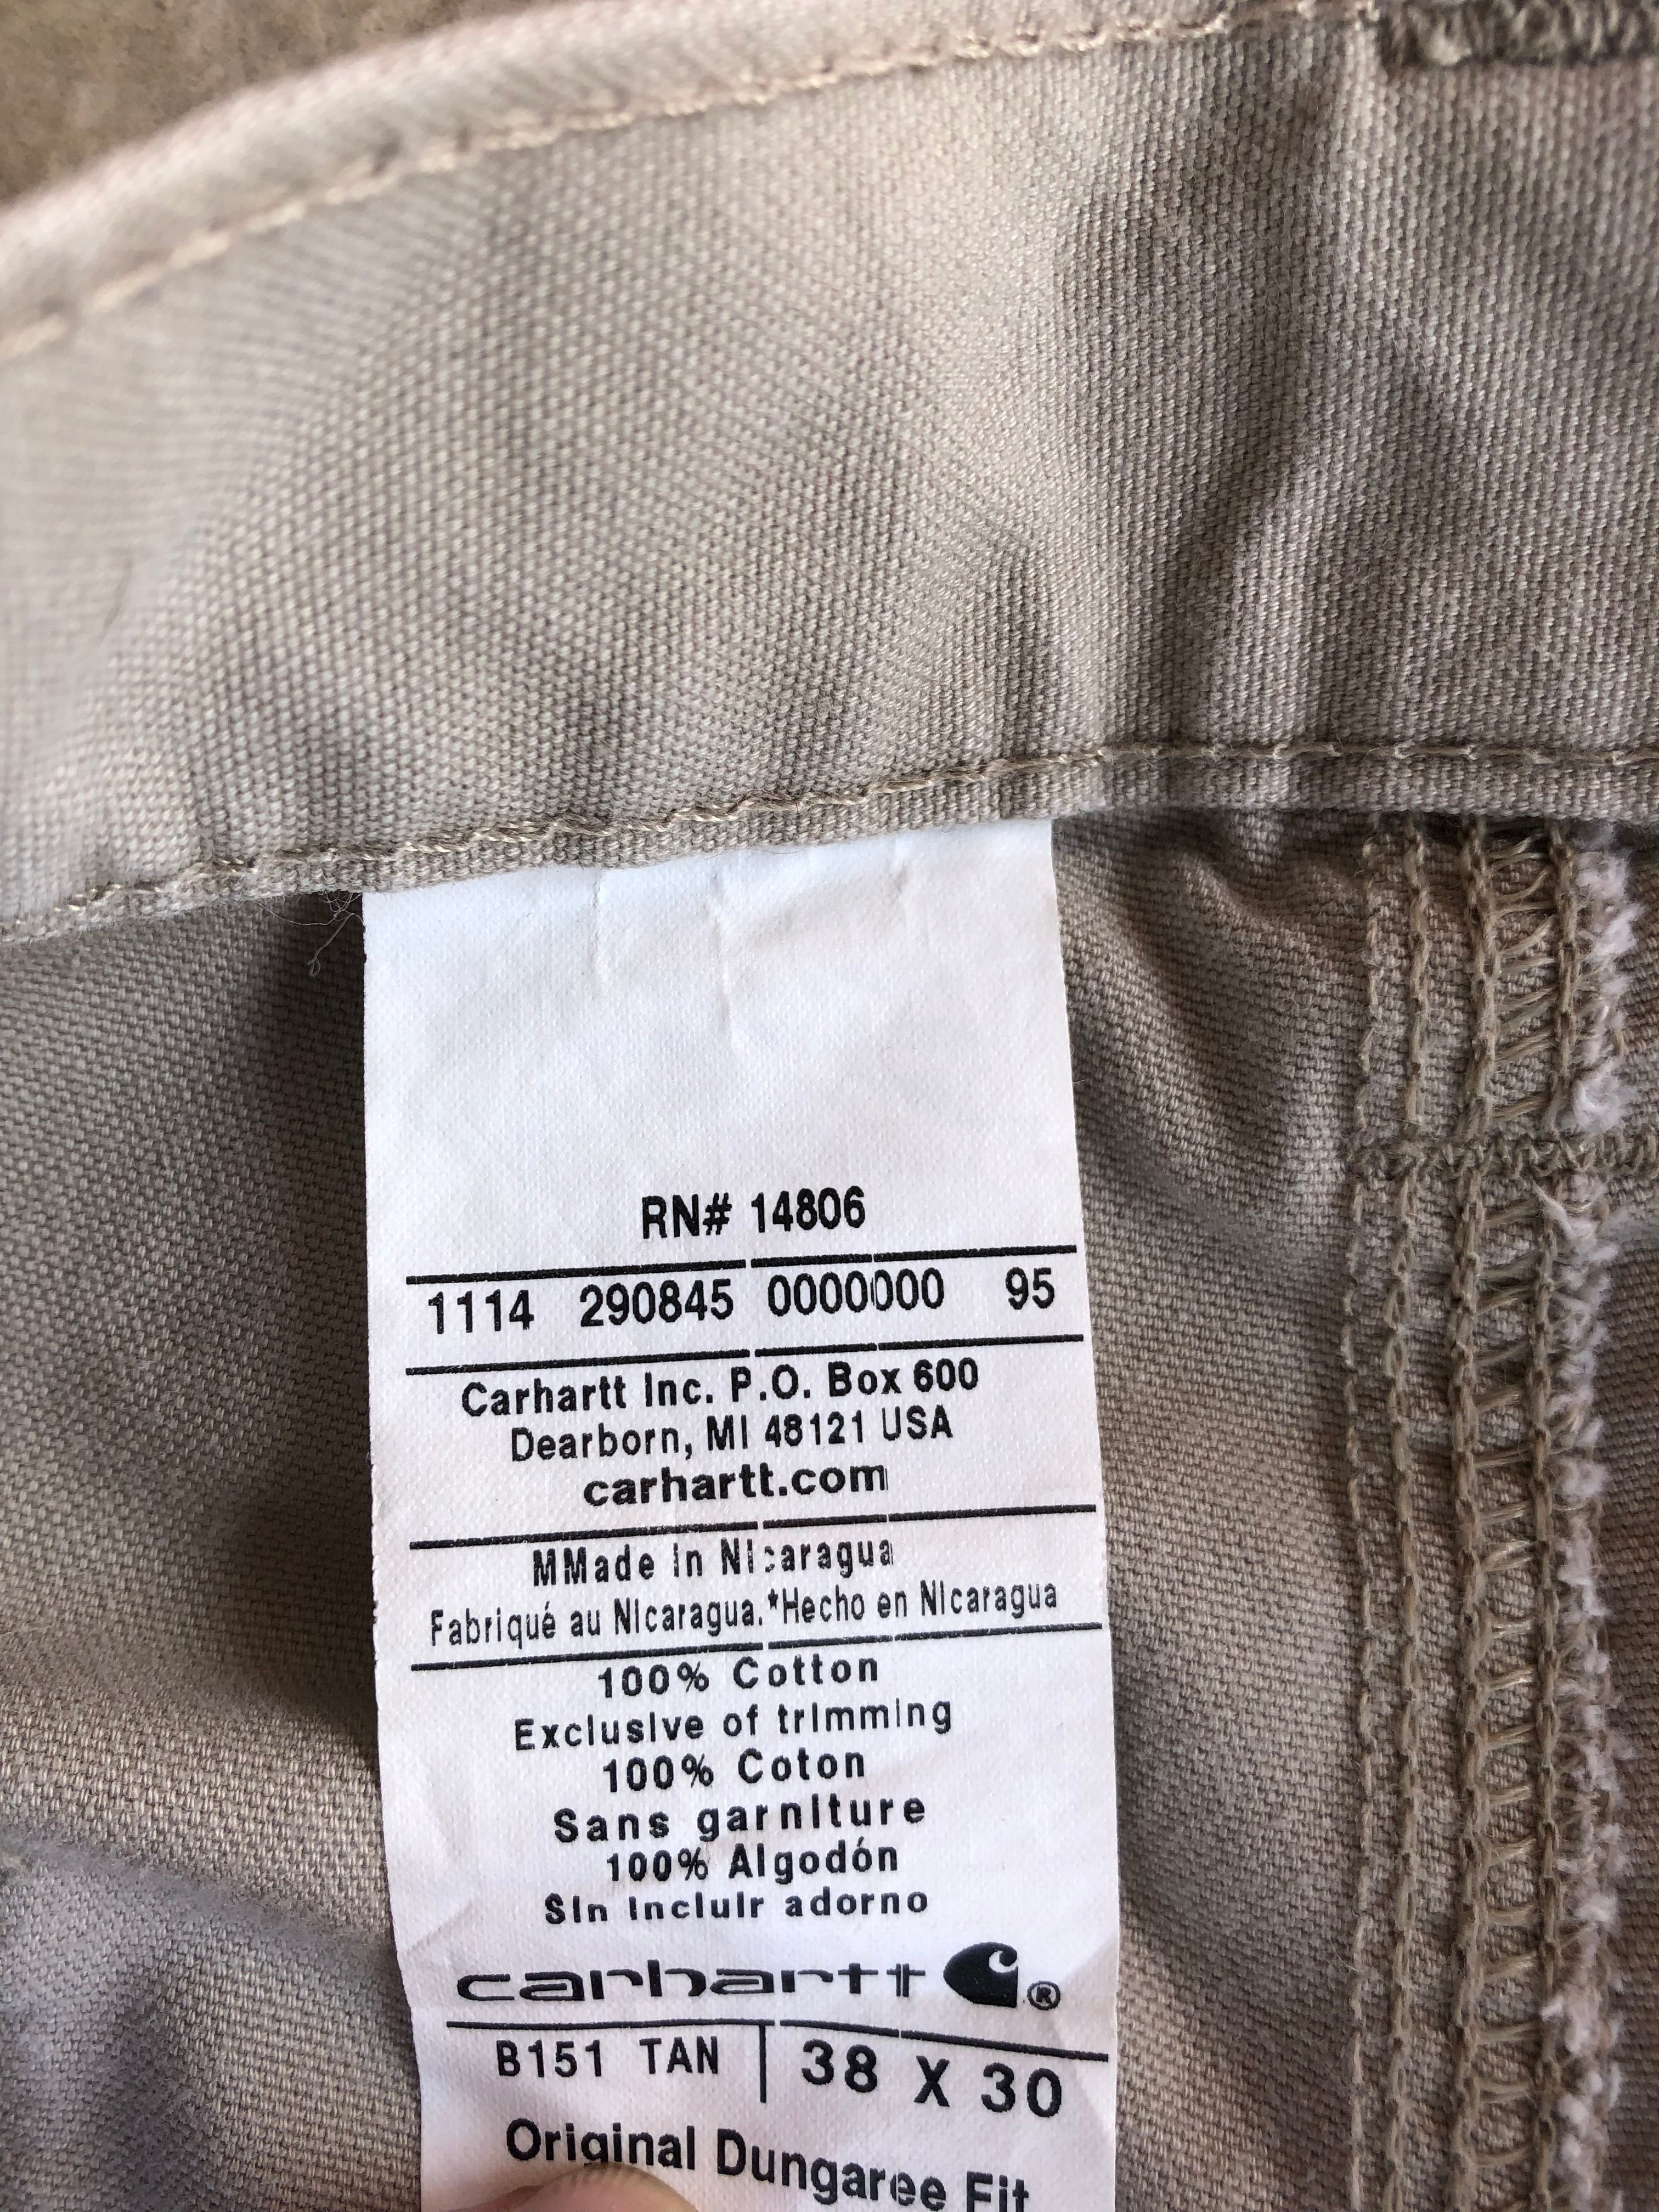 RN# 14806
1114 290845 0000000 95
Carhartt Inc. P.O. Box 600
Dearborn, MI 48121 USA
carhartt.com
MMade in Nicaragua
Fabriqué au Nicaragua.*Hecho en Nicaragua
100% Cotton
Exclusive of trimming
100% Coton
Sans garniture
100% Algodón
Sin incluir adorno
carhartt ®
B151 TAN | 38 X 30
Original Dungaree Fit